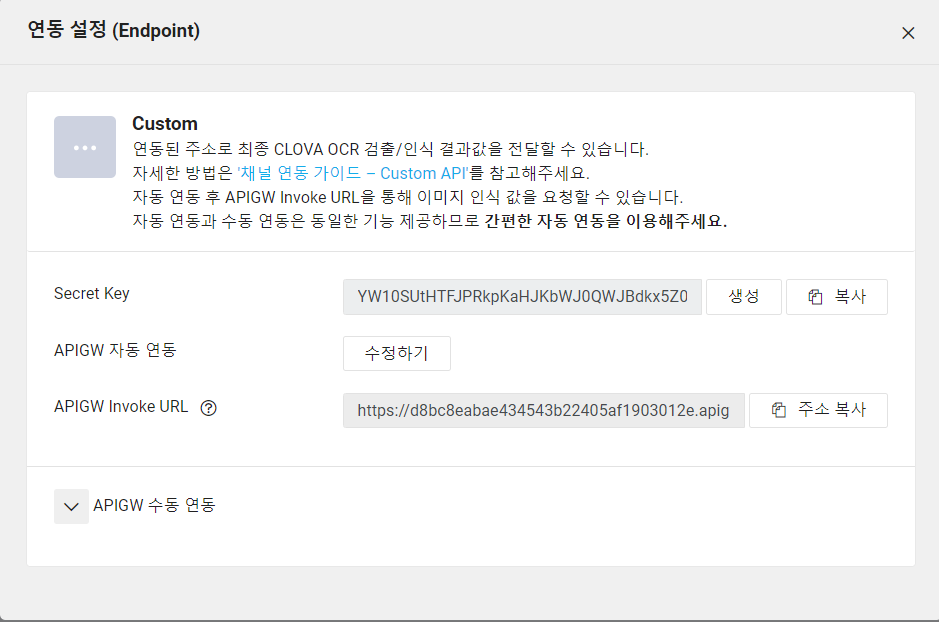 연동 설정 (Endpoint)
Custom
연동된 주소로 최종 CLOVA OCR 검출/인식 결과값을 전달할 수 있습니다.
자세한 방법은 '채널 연동 가이드 – Custom API'를 참고해주세요.
자동 연동 후 APIGW Invoke URL을 통해 이미지 인식 값을 요청할 수 있습니다.
자동 연동과 수동 연동은 동일한 기능 제공하므로 간편한 자동 연동을 이용해주세요.
Secret Key YW10SUtHTFJPRkpKaHJKbWJ0QWJBdkx5Z0 생성 복사
APIGW 자동 연동 수정하기
APIGW Invoke URL ? https://d8bc8eabae434543b22405af1903012e.apig 주소 복사
APIGW 수동 연동